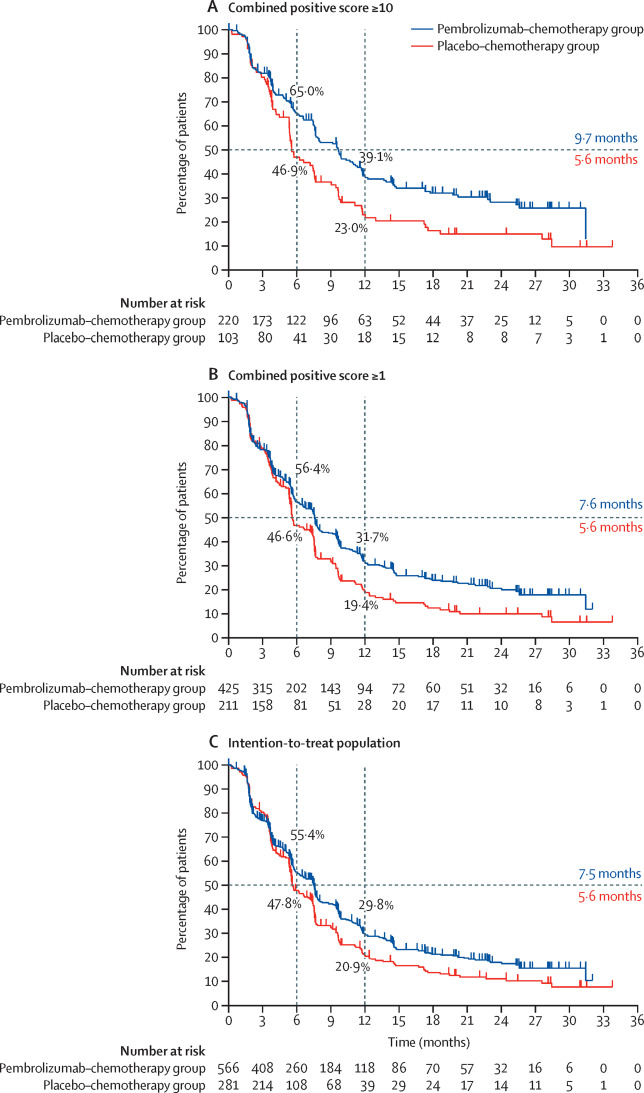 A Combined positive score ≥10
Pembrolizumab–chemotherapy group
Placebo–chemotherapy group
100
90
80
70
60
50
40
30
20
10
0
Percentage of patients
65·0%
46·9%
39·1%
23·0%
9·7 months
5·6 months
0 3 6 9 12 15 18 21 24 27 30 33 36
Number at risk
Pembrolizumab–chemotherapy group 220 173 122 96 63 52 44 37 25 12 5 0 0
Placebo–chemotherapy group 103 80 41 30 18 15 12 8 8 7 3 1 0
B Combined positive score ≥1
100
90
80
70
60
50
40
30
20
10
0
Percentage of patients
56·4%
46·6%
31·7%
19·4%
7·6 months
5·6 months
0 3 6 9 12 15 18 21 24 27 30 33 36
Number at risk
Pembrolizumab–chemotherapy group 425 315 202 143 94 72 60 51 32 16 6 0 0
Placebo–chemotherapy group 211 158 81 51 28 20 17 11 10 8 3 1 0
C Intention-to-treat population
100
90
80
70
60
50
40
30
20
10
0
Percentage of patients
55·4%
47·8%
29·8%
20·9%
7·5 months
5·6 months
0 3 6 9 12 15 18 21 24 27 30 33 36
Time (months)
Number at risk
Pembrolizumab–chemotherapy group 566 408 260 184 118 86 70 57 32 16 6 0 0
Placebo–chemotherapy group 281 214 108 68 39 29 24 17 14 11 5 1 0